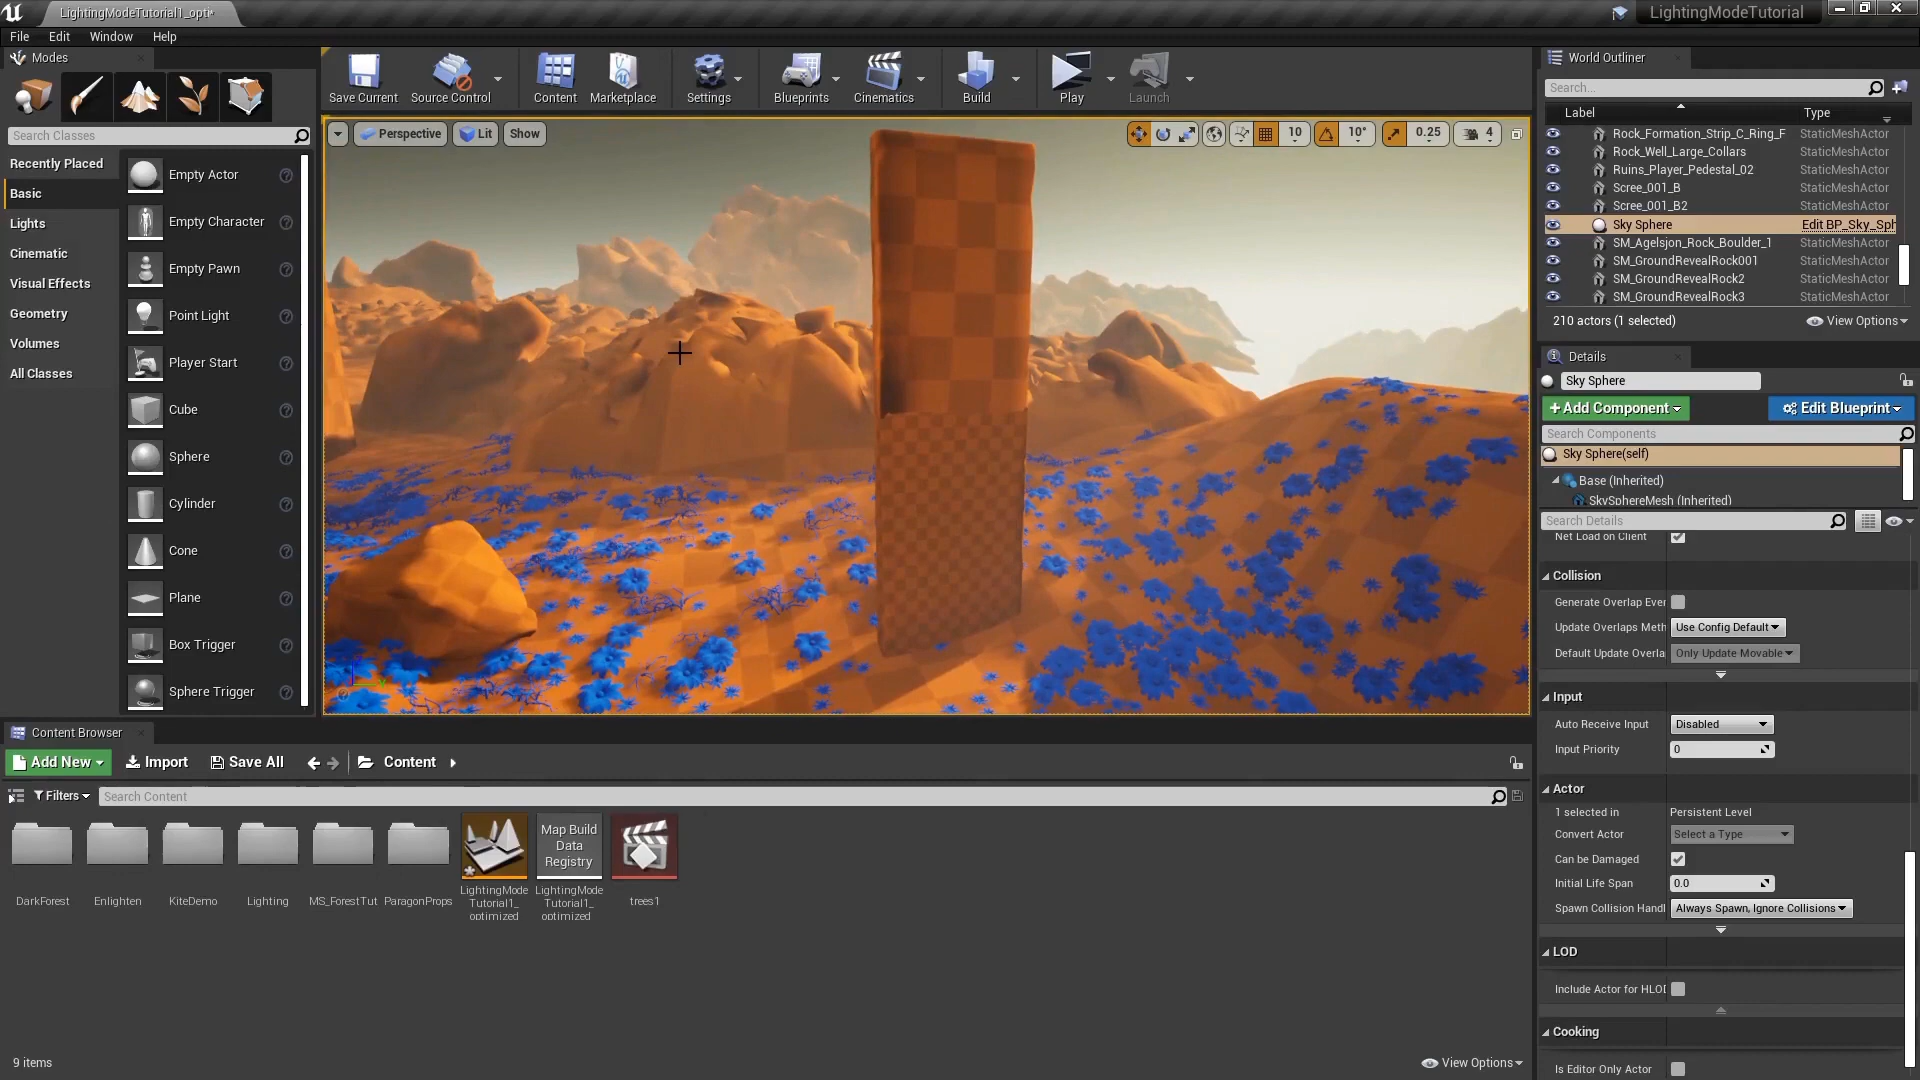 LightingModeTutorial1_opti*
LightingModeTutorial
File Edit Window Help
Modes
Search Classes
Recently Placed
Basic
Lights
Cinematic
Visual Effects
Geometry
Volumes
All Classes
Empty Actor
Empty Character
Empty Pawn
Point Light
Player Start
Cube
Sphere
Cylinder
Cone
Plane
Box Trigger
Sphere Trigger
Save Current Source Control Content Marketplace Settings Blueprints Cinematics Build Play Launch
Perspective Lit Show
10 10° 0.25 4
World Outliner
Search...
Label Type
Rock_Formation_Strip_C_Ring_F StaticMeshActor
Rock_Well_Large_Collars StaticMeshActor
Ruins_Player_Pedestal_02 StaticMeshActor
Scree_001_B StaticMeshActor
Scree_001_B2 StaticMeshActor
Sky Sphere Edit BP_Sky_Sph
SM_Agelsjon_Rock_Boulder_1 StaticMeshActor
SM_GroundRevealRock001 StaticMeshActor
SM_GroundRevealRock2 StaticMeshActor
SM_GroundRevealRock3 StaticMeshActor
210 actors (1 selected) View Options
Details
Sky Sphere
+Add Component Edit Blueprint
Search Components
Sky Sphere(self)
Base (Inherited)
SkySphereMesh (Inherited)
Search Details
Net Load on Client
Collision
Generate Overlap Ever
Update Overlaps Meth Use Config Default
Default Update Overla Only Update Movable
Input
Auto Receive Input Disabled
Input Priority 0
Actor
1 selected in Persistent Level
Convert Actor Select a Type
Can be Damaged
Initial Life Span 0.0
Spawn Collision Handl Always Spawn, Ignore Collisions
LOD
Include Actor for HLOD
Cooking
Is Editor Only Actor
Content Browser
Add New Import Save All Content
Filters Search Content
DarkForest
Enlighten
KiteDemo
Lighting
MS_ForestTut
ParagonProps
LightingMode
Tutorial1_
optimized
Map Build
Data
Registry
LightingMode
Tutorial1_
optimized
trees1
9 items View Options